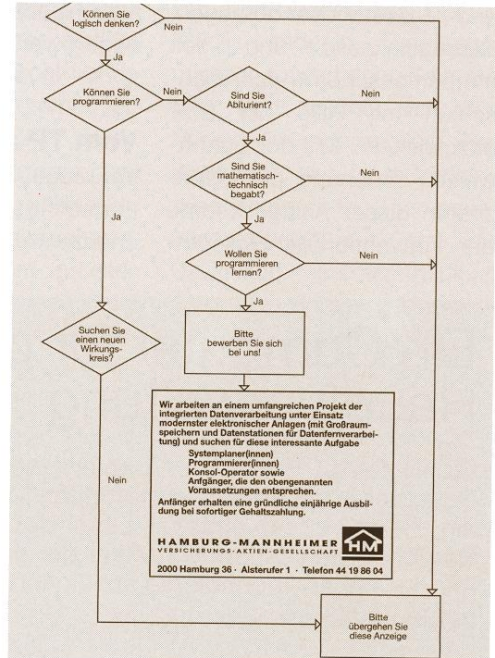 Können Sie
logisch denken?
Nein
Ja
Können Sie
programmieren?
Nein
Sind Sie
Abiturient?
Nein
Ja
Sind Sie
mathematisch-
technisch
begabt?
Nein
Ja
Ja
Wollen Sie
programmieren
lernen?
Nein
Ja
Suchen Sie
einen neuen
Wirkungs-
kreis?
Bitte
bewerben Sie sich
bei uns!
Wir arbeiten an einem umfangreichen Projekt der
integrierten Datenverarbeitung unter Einsatz
modernster elektronischer Anlagen (mit Großraum-
speichern und Datenstationen für Datenfernverarbei-
tung) und suchen für diese interessante Aufgabe
Systemplaner(innen)
Programmierer(innen)
Konsol-Operator sowie
Anfgänger, die den obengenannten
Voraussetzungen entsprechen.
Anfänger erhalten eine gründliche einjährige Ausbil-
dung bei sofortiger Gehaltszahlung.
Nein
HAMBURG-MANNHEIMER
VERSICHERUNGS-AKTIEN-GESELLSCHAFT
HM
2000 Hamburg 36 · Alsterufer 1 · Telefon 44 19 86 04
Bitte
übergehen Sie
diese Anzeige